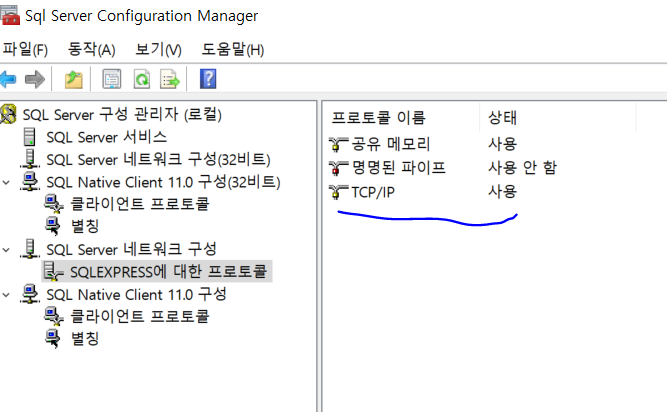 Sql Server Configuration Manager
파일(F) 동작(A) 보기(V) 도움말(H)
SQL Server 구성 관리자 (로컬)
SQL Server 서비스
SQL Server 네트워크 구성(32비트)
SQL Native Client 11.0 구성(32비트)
클라이언트 프로토콜
별칭
SQL Server 네트워크 구성
SQLEXPRESS에 대한 프로토콜
SQL Native Client 11.0 구성
클라이언트 프로토콜
별칭
프로토콜 이름 상태
공유 메모리 사용
명명된 파이프 사용 안 함
TCP/IP 사용